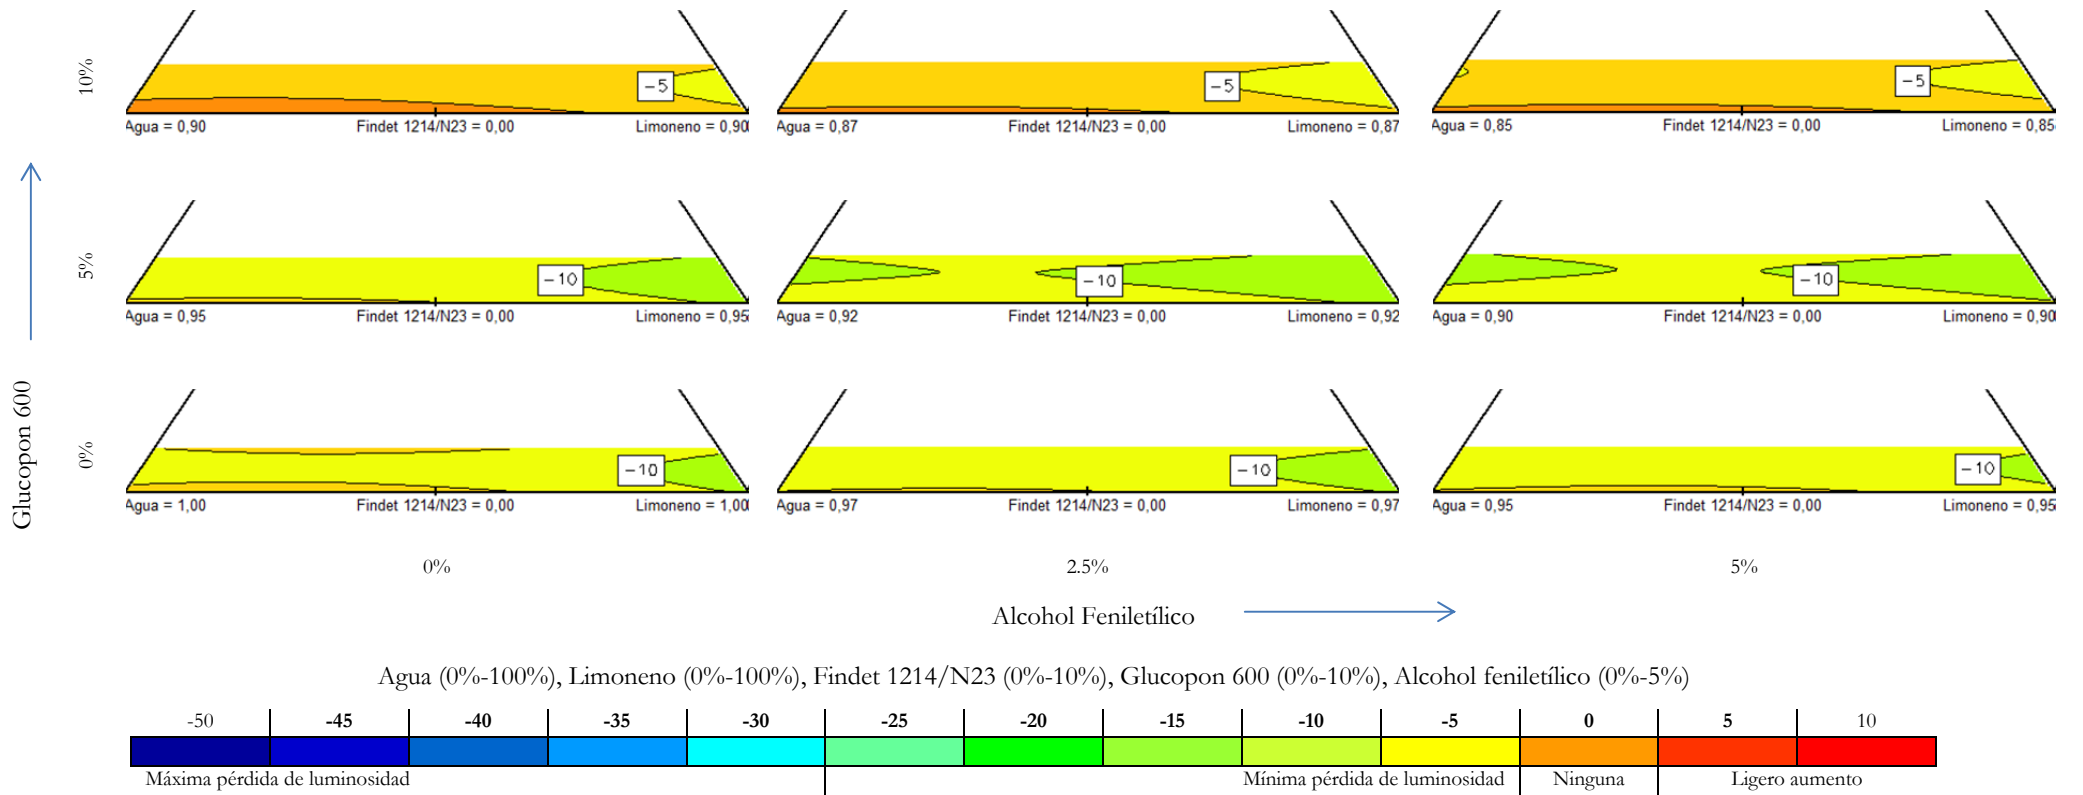 10%
-5
-5
-5
Agua = 0,90 Findet 1214/N23 = 0,00 Limoneno = 0,90
Agua = 0,87 Findet 1214/N23 = 0,00 Limoneno = 0,87
Agua = 0,85 Findet 1214/N23 = 0,00 Limoneno = 0,85
5%
-10
-10
-10
Agua = 0,95 Findet 1214/N23 = 0,00 Limoneno = 0,95
Agua = 0,92 Findet 1214/N23 = 0,00 Limoneno = 0,92
Agua = 0,90 Findet 1214/N23 = 0,00 Limoneno = 0,90
Glucopon 600
0%
-10
-10
-10
Agua = 1,00 Findet 1214/N23 = 0,00 Limoneno = 1,00
Agua = 0,97 Findet 1214/N23 = 0,00 Limoneno = 0,97
Agua = 0,95 Findet 1214/N23 = 0,00 Limoneno = 0,95
0% 2.5% 5%
Alcohol Feniletílico
Agua (0%-100%), Limoneno (0%-100%), Findet 1214/N23 (0%-10%), Glucopon 600 (0%-10%), Alcohol feniletílico (0%-5%)
-50 -45 -40 -35 -30 -25 -20 -15 -10 -5 0 5 10
Máxima pérdida de luminosidad Mínima pérdida de luminosidad Ninguna Ligero aumento